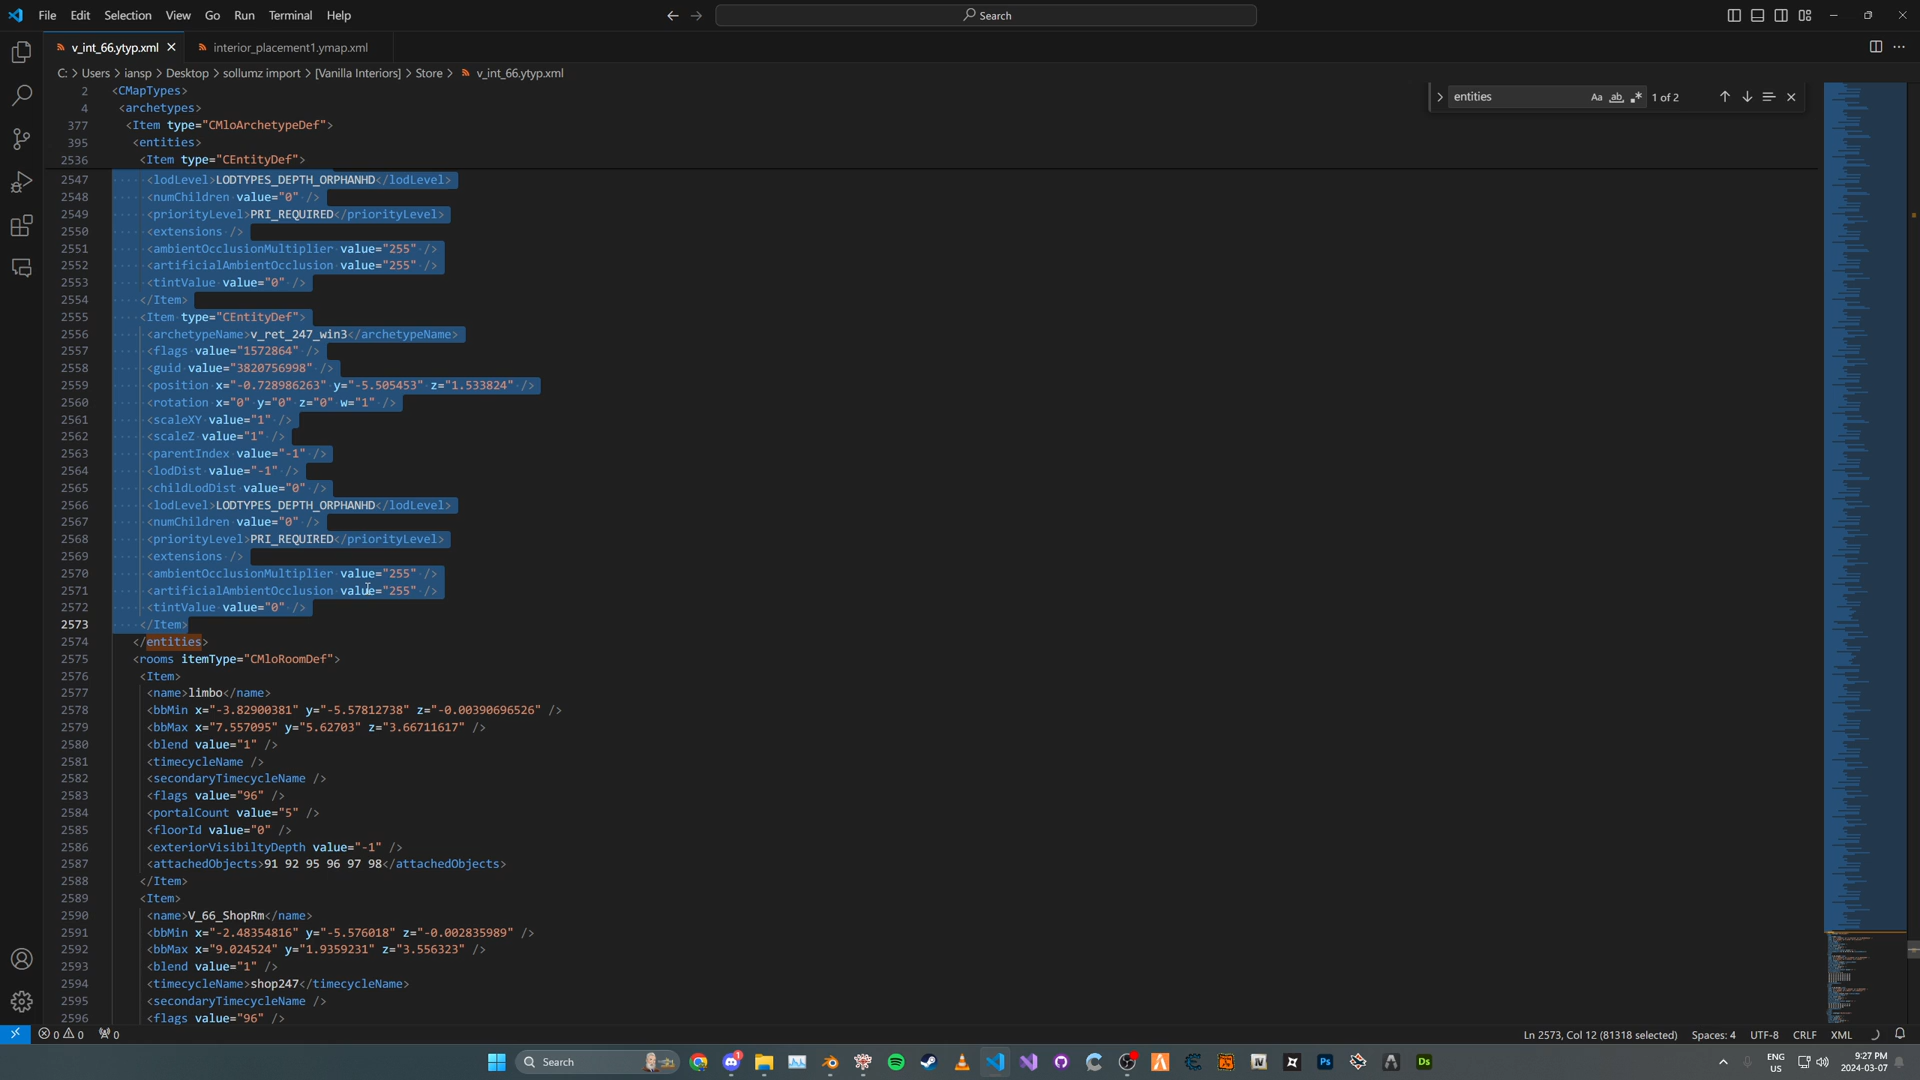 File Edit Selection View Go Run Terminal Help
Search
v_int_66.ytyp.xml
interior_placement1.ymap.xml
C: > Users > iansp > Desktop > sollumz import > [Vanilla Interiors] > Store > v_int_66.ytyp.xml
entities
Aa ab 1 of 2
2 <CMapTypes>
4 <archetypes>
377 <Item type="CMloArchetypeDef">
395 <entities>
2536 <Item type="CEntityDef">
2547 <lodLevel>LODTYPES_DEPTH_ORPHANHD</lodLevel>
2548 <numChildren value="0" />
2549 <priorityLevel>PRI_REQUIRED</priorityLevel>
2550 <extensions />
2551 <ambientOcclusionMultiplier value="255" />
2552 <artificialAmbientOcclusion value="255" />
2553 <tintValue value="0" />
2554 </Item>
2555 <Item type="CEntityDef">
2556 <archetypeName>v_ret_247_win3</archetypeName>
2557 <flags value="1572864" />
2558 <guid value="3820756998" />
2559 <position x="-0.728986263" y="-5.505453" z="1.533824" />
2560 <rotation x="0" y="0" z="0" w="1" />
2561 <scaleXY value="1" />
2562 <scaleZ value="1" />
2563 <parentIndex value="-1" />
2564 <lodDist value="-1" />
2565 <childLodDist value="0" />
2566 <lodLevel>LODTYPES_DEPTH_ORPHANHD</lodLevel>
2567 <numChildren value="0" />
2568 <priorityLevel>PRI_REQUIRED</priorityLevel>
2569 <extensions />
2570 <ambientOcclusionMultiplier value="255" />
2571 <artificialAmbientOcclusion value="255" />
2572 <tintValue value="0" />
2573 </Item>
2574 </entities>
2575 <rooms itemType="CMloRoomDef">
2576 <Item>
2577 <name>limbo</name>
2578 <bbMin x="-3.82900381" y="-5.57812738" z="-0.00390696526" />
2579 <bbMax x="7.557095" y="5.62703" z="3.66711617" />
2580 <blend value="1" />
2581 <timecycleName />
2582 <secondaryTimecycleName />
2583 <flags value="96" />
2584 <portalCount value="5" />
2585 <floorId value="0" />
2586 <exteriorVisibiltyDepth value="-1" />
2587 <attachedObjects>91 92 95 96 97 98</attachedObjects>
2588 </Item>
2589 <Item>
2590 <name>V_66_ShopRm</name>
2591 <bbMin x="-2.48354816" y="-5.576018" z="-0.002835989" />
2592 <bbMax x="9.024524" y="1.9359231" z="3.556323" />
2593 <blend value="1" />
2594 <timecycleName>shop247</timecycleName>
2595 <secondaryTimecycleName />
2596 <flags value="96" />
0 0 0
Ln 2573, Col 12 (81318 selected) Spaces: 4 UTF-8 CRLF XML
Search
1
IV
Ps
Ds
ENG
US
9:27 PM
2024-03-07